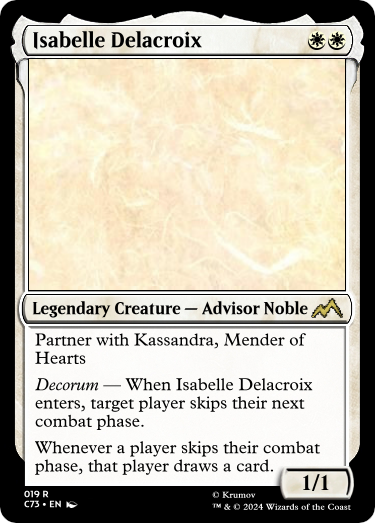 Isabelle Delacroix
Legendary Creature — Advisor Noble
Partner with Kassandra, Mender of
Hearts
Decorum — When Isabelle Delacroix
enters, target player skips their next
combat phase.
Whenever a player skips their combat
phase, that player draws a card.
1/1
019 R
C73 • EN
© Krumov
™ & © 2024 Wizards of the Coast